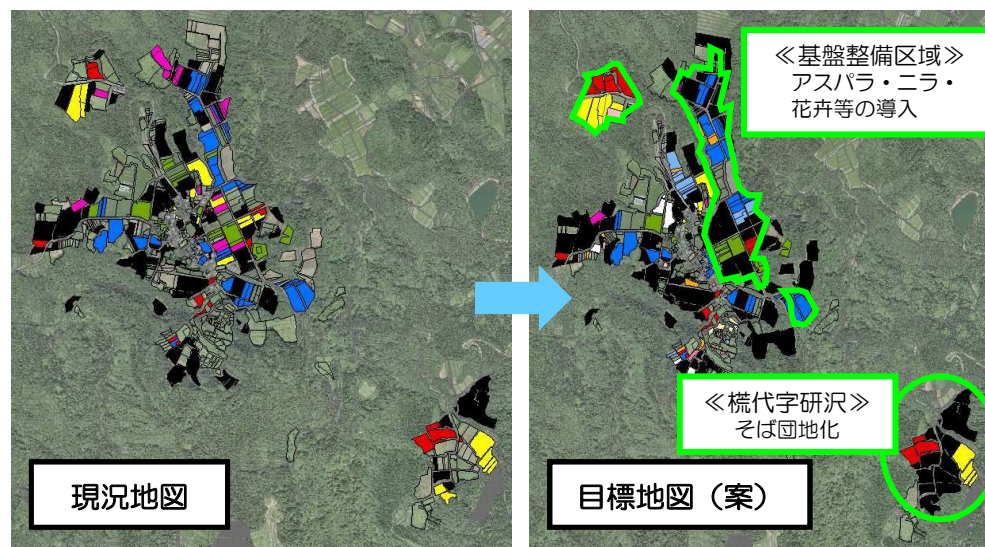 ≪基盤整備区域≫
アスパラ・ニラ・
花卉等の導入
≪梳代字研沢≫
そば団地化
現況地図
目標地図（案）